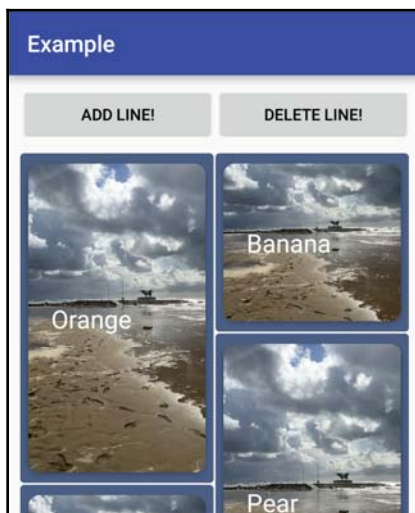 Example
ADD LINE!
DELETE LINE!
Banana
Orange
Pear